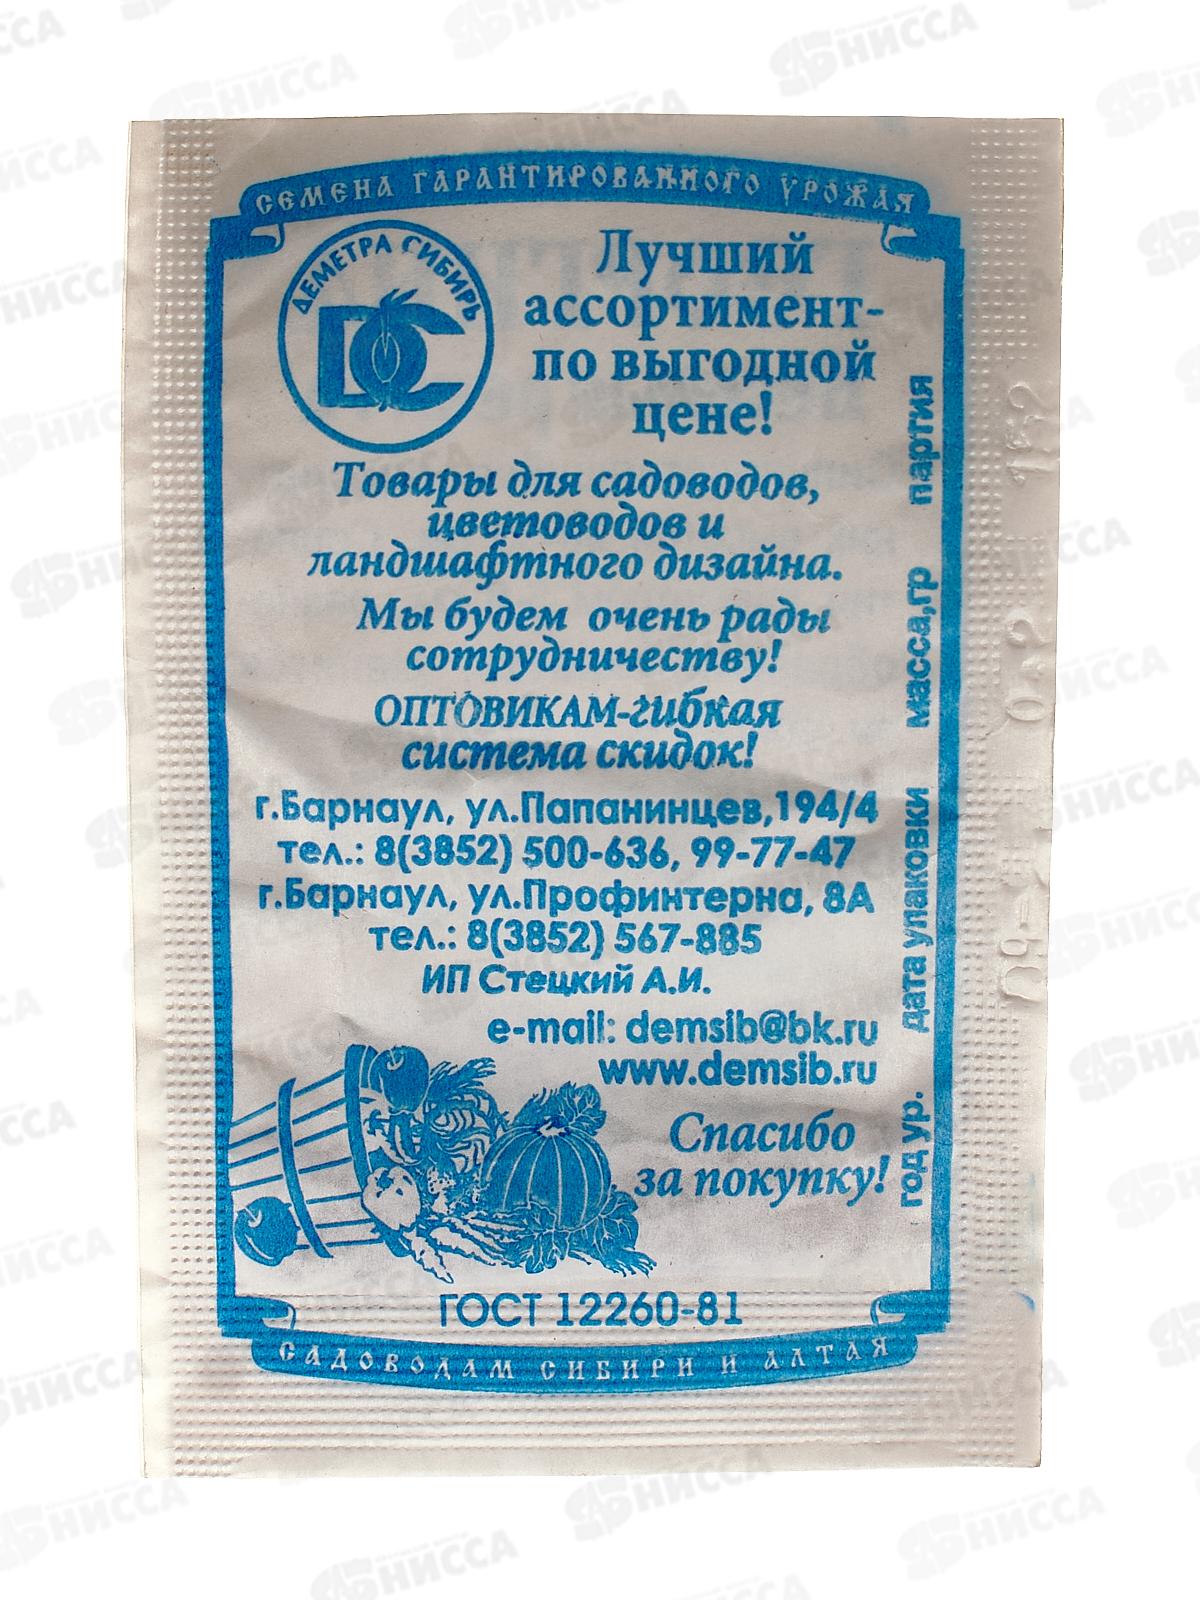 СЕМЕНА ГАРАНТИРОВАННОГО УРОЖАЯ
ДЕМЕТРА СИБИРЬ
DC
Лучший
ассортимент-
по выгодной
цене!
Товары для садоводов,
цветоводов и
ландшафтного дизайна.
Мы будем очень рады
сотрудничеству!
ОПТОВИКАМ-гибкая
система скидок!
г.Барнаул, ул.Папанинцев,194/4
тел.: 8(3852) 500-636, 99-77-47
г.Барнаул, ул.Профинтерна, 8А
тел.: 8(3852) 567-885
ИП Стецкий А.И.
e-mail: demsib@bk.ru
www.demsib.ru
Спасибо
за покупку!
ГОСТ 12260-81
САДОВОДАМ СИБИРИ И АЛТАЯ
год ур. дата упаковки масса,гр партия